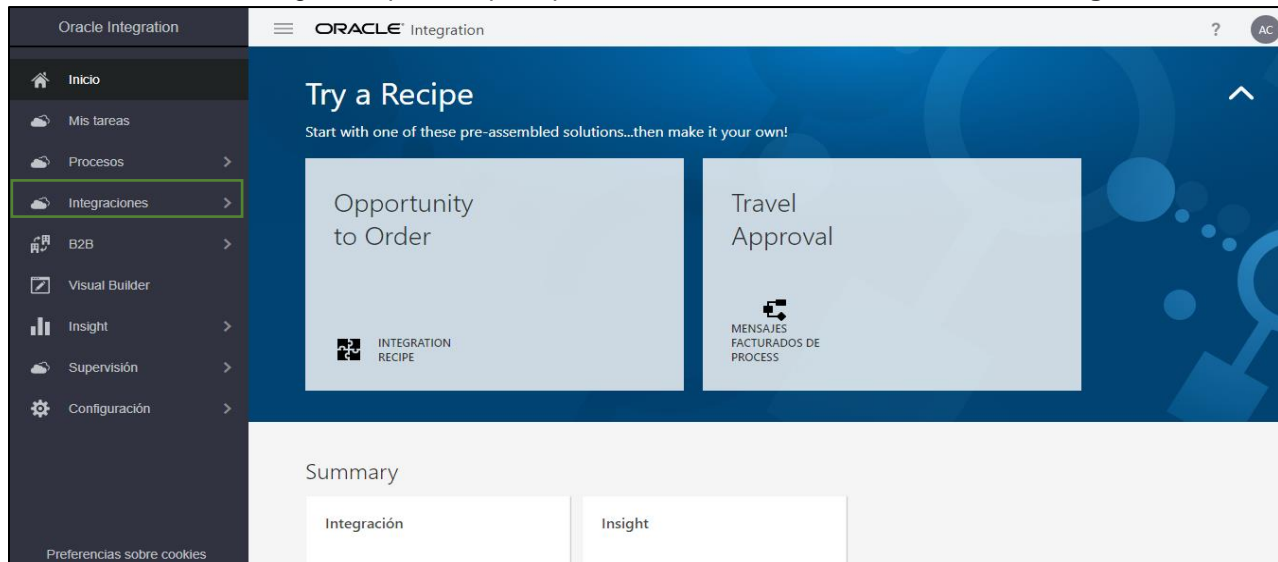 Oracle Integration
ORACLE Integration
?
AC
Inicio
Mis tareas
Procesos
Integraciones
B2B
Visual Builder
Insight
Supervisión
Configuración
Preferencias sobre cookies
Try a Recipe
Start with one of these pre-assembled solutions...then make it your own!
Opportunity
to Order
INTEGRATION
RECIPE
Travel
Approval
MENSAJES
FACTURADOS DE
PROCESS
Summary
Integración
Insight